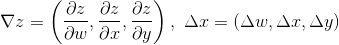 ∇z = (∂z/∂w, ∂z/∂x, ∂z/∂y) , Δx = (Δw, Δx, Δy)